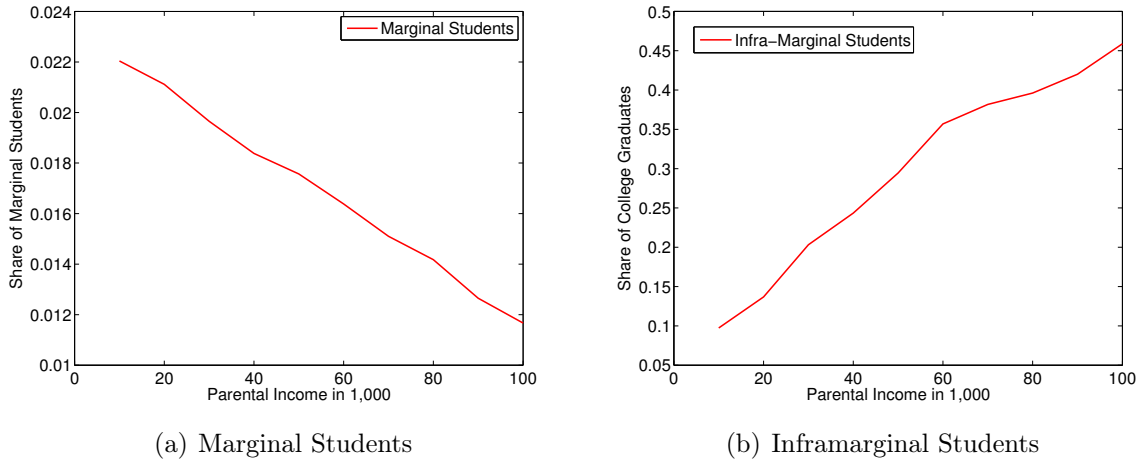 0.024
0.022
0.02
0.018
0.016
0.014
0.012
0.01
Share of Marginal Students
Marginal Students
0 20 40 60 80 100
Parental Income in 1,000
(a) Marginal Students
0.5
0.45
0.4
0.35
0.3
0.25
0.2
0.15
0.1
0.05
Share of College Graduates
Infra−Marginal Students
0 20 40 60 80 100
Parental Income in 1,000
(b) Inframarginal Students